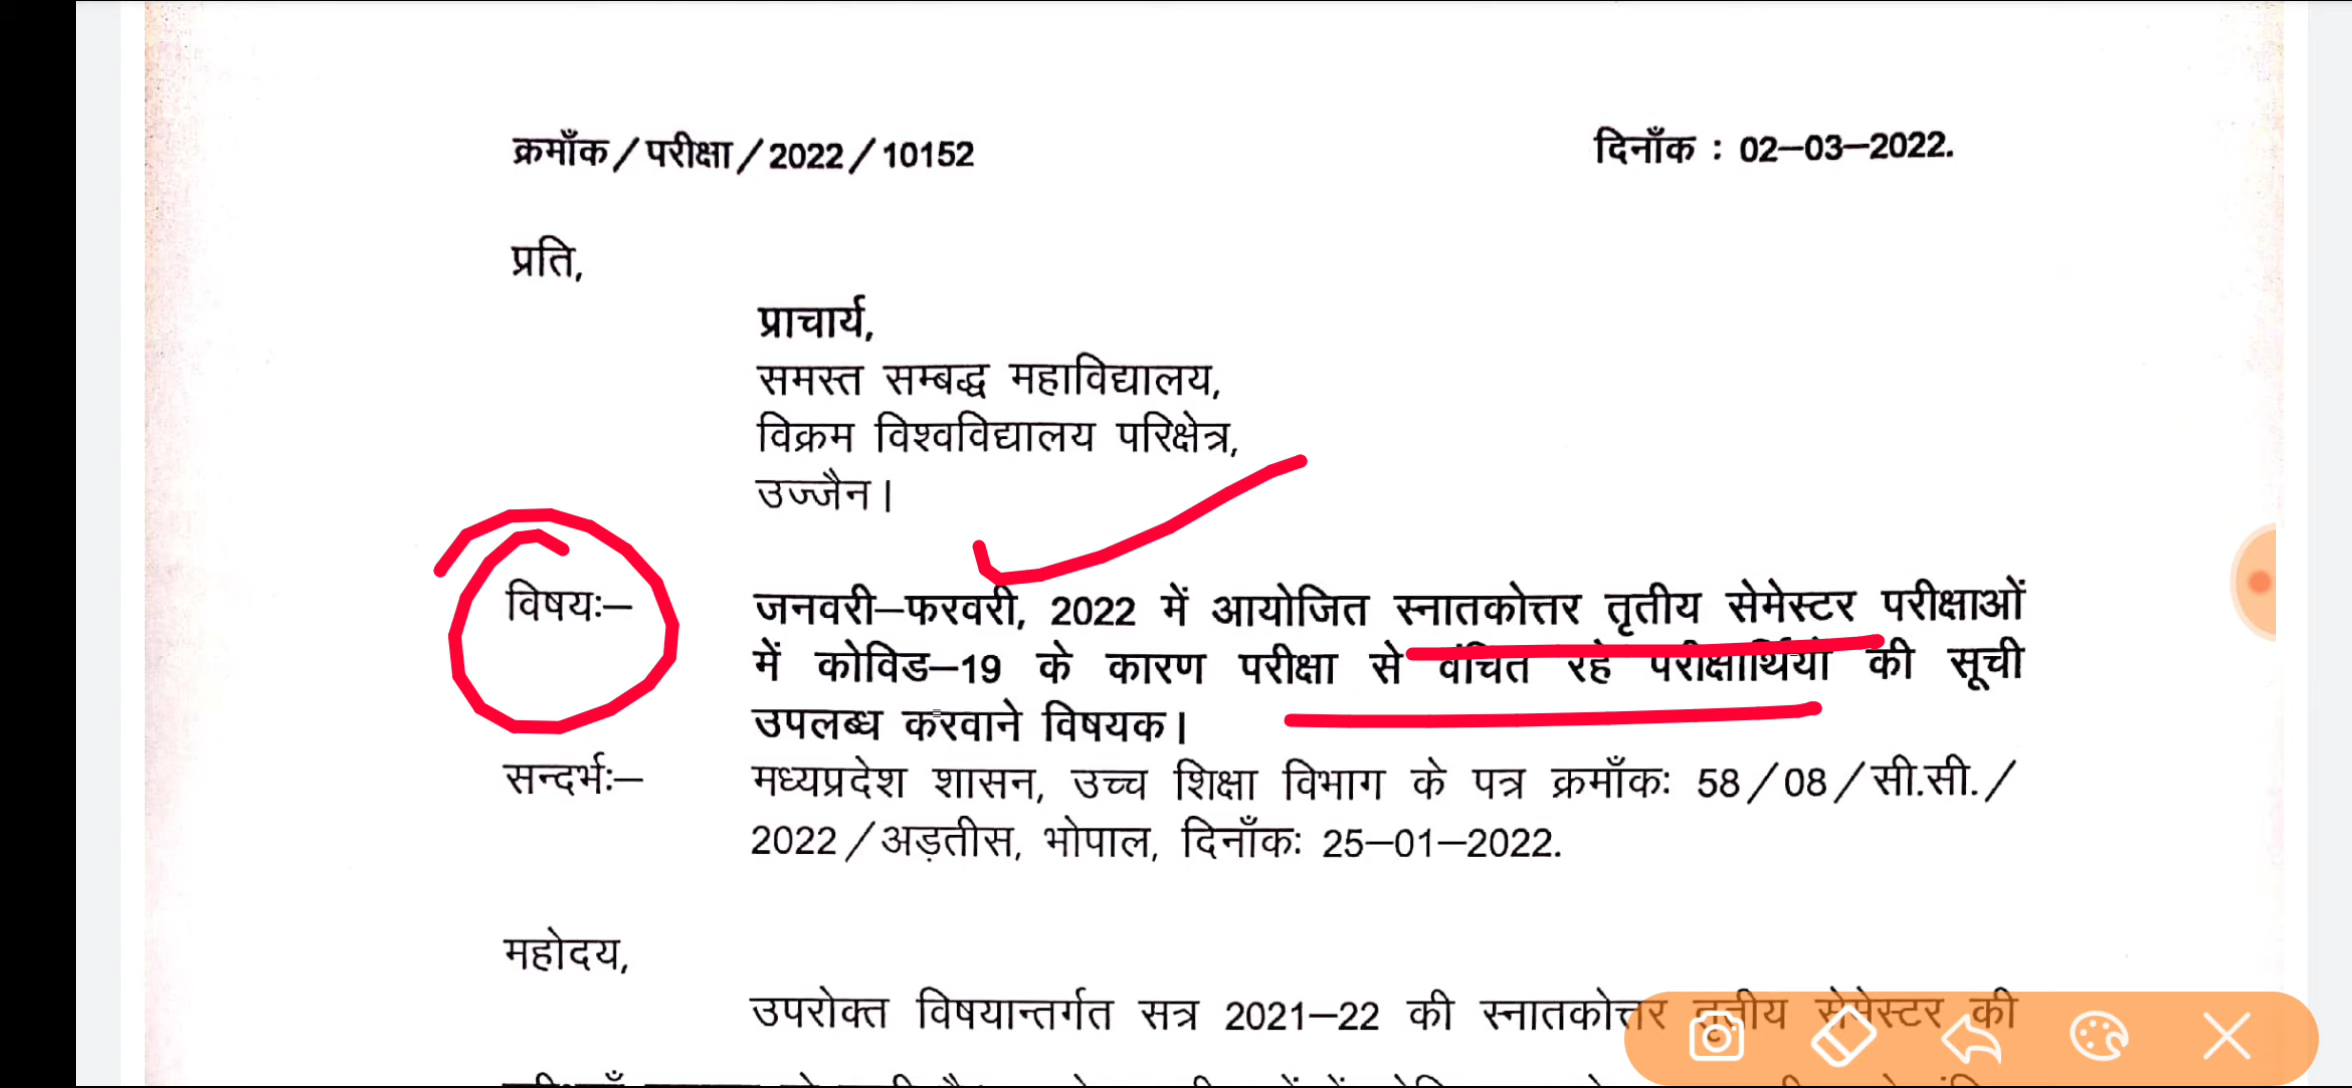 क्रमाँक/परीक्षा/2022/10152
दिनाँक : 02–03–2022.
प्रति,
प्राचार्य,
समस्त सम्बद्ध महाविद्यालय,
विक्रम विश्वविद्यालय परिक्षेत्र,
उज्जैन।
विषयः– जनवरी–फरवरी, 2022 में आयोजित स्नातकोत्तर तृतीय सेमेस्टर परीक्षाओं
में कोविड–19 के कारण परीक्षा से वंचित रहे परीक्षार्थियों की सूची
उपलब्ध करवाने विषयक।
सन्दर्भः– मध्यप्रदेश शासन, उच्च शिक्षा विभाग के पत्र क्रमाँकः 58/08/सी.सी./
2022/अड़तीस, भोपाल, दिनाँकः 25–01–2022.
महोदय,
उपरोक्त विषयान्तर्गत सत्र 2021–22 की स्नातकोत्तर तृतीय सेमेस्टर की